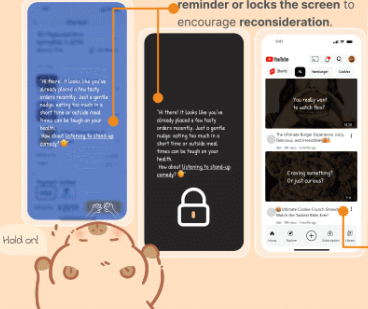 reminder or locks the screen to
encourage reconsideration.
"Hi there! It looks like you've
already placed a few tasty
orders recently. Just a gentle
nudge: eating too much in a
short time or outside meal
times can be tough on your
health.
How about listening to stand-up
comedy?
"Hi there! It looks like you've
already placed a few tasty
orders recently. Just a gentle
nudge: eating too much in a
short time or outside meal
times can be tough on your
health.
How about listening to stand-up
comedy?
YouTube
Shorts
Hamburger
Cookies
You really want
to watch this?
The Ultimate Burger Experience: Juicy,
Delicious, and Irresistible
Craving something?
Or just curious?
Ultimate Cookie Crunch
Watch the Tastiest Bites Ever!
Home
Explore
Subscriptions
Library
Hold on!